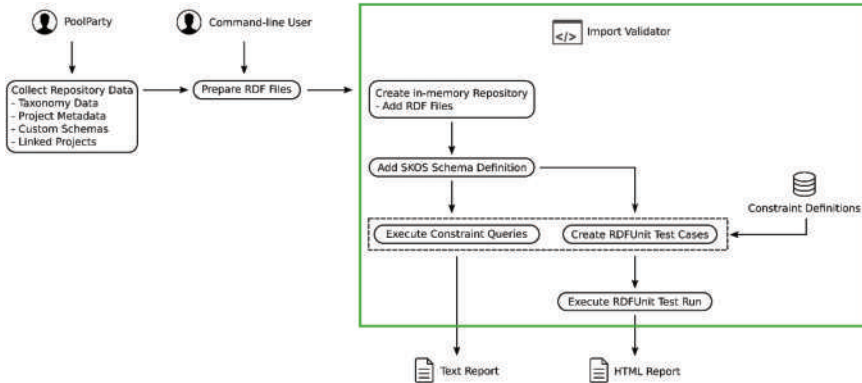 PoolParty
Command-line User
</>
Import Validator
Collect Repository Data
- Taxonomy Data
- Project Metadata
- Custom Schemas
- Linked Projects
Prepare RDF Files
Create in-memory Repository
- Add RDF Files
Add SKOS Schema Definition
Constraint Definitions
Execute Constraint Queries
Create RDFUnit Test Cases
Execute RDFUnit Test Run
Text Report
HTML Report